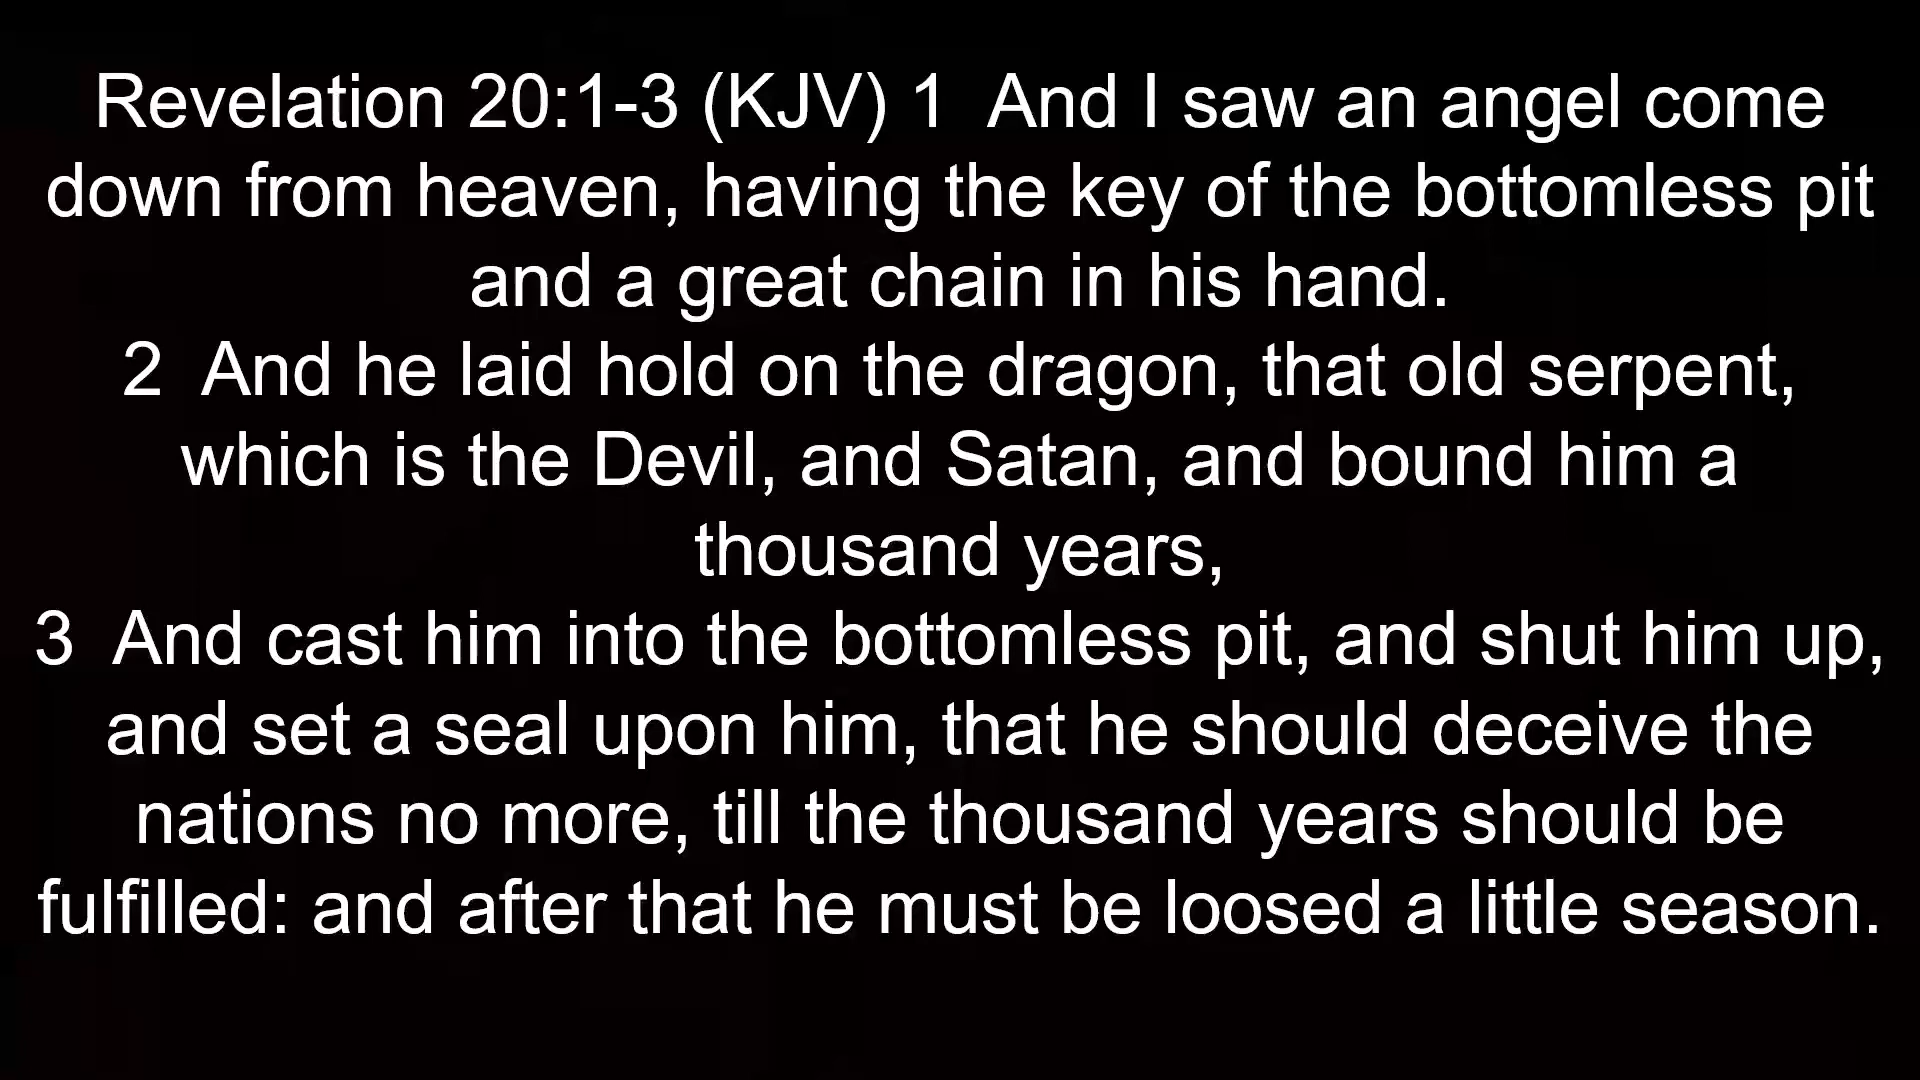 Revelation 20:1-3 (KJV) 1  And I saw an angel come
down from heaven, having the key of the bottomless pit
and a great chain in his hand.
2  And he laid hold on the dragon, that old serpent,
which is the Devil, and Satan, and bound him a
thousand years,
3  And cast him into the bottomless pit, and shut him up,
and set a seal upon him, that he should deceive the
nations no more, till the thousand years should be
fulfilled: and after that he must be loosed a little season.